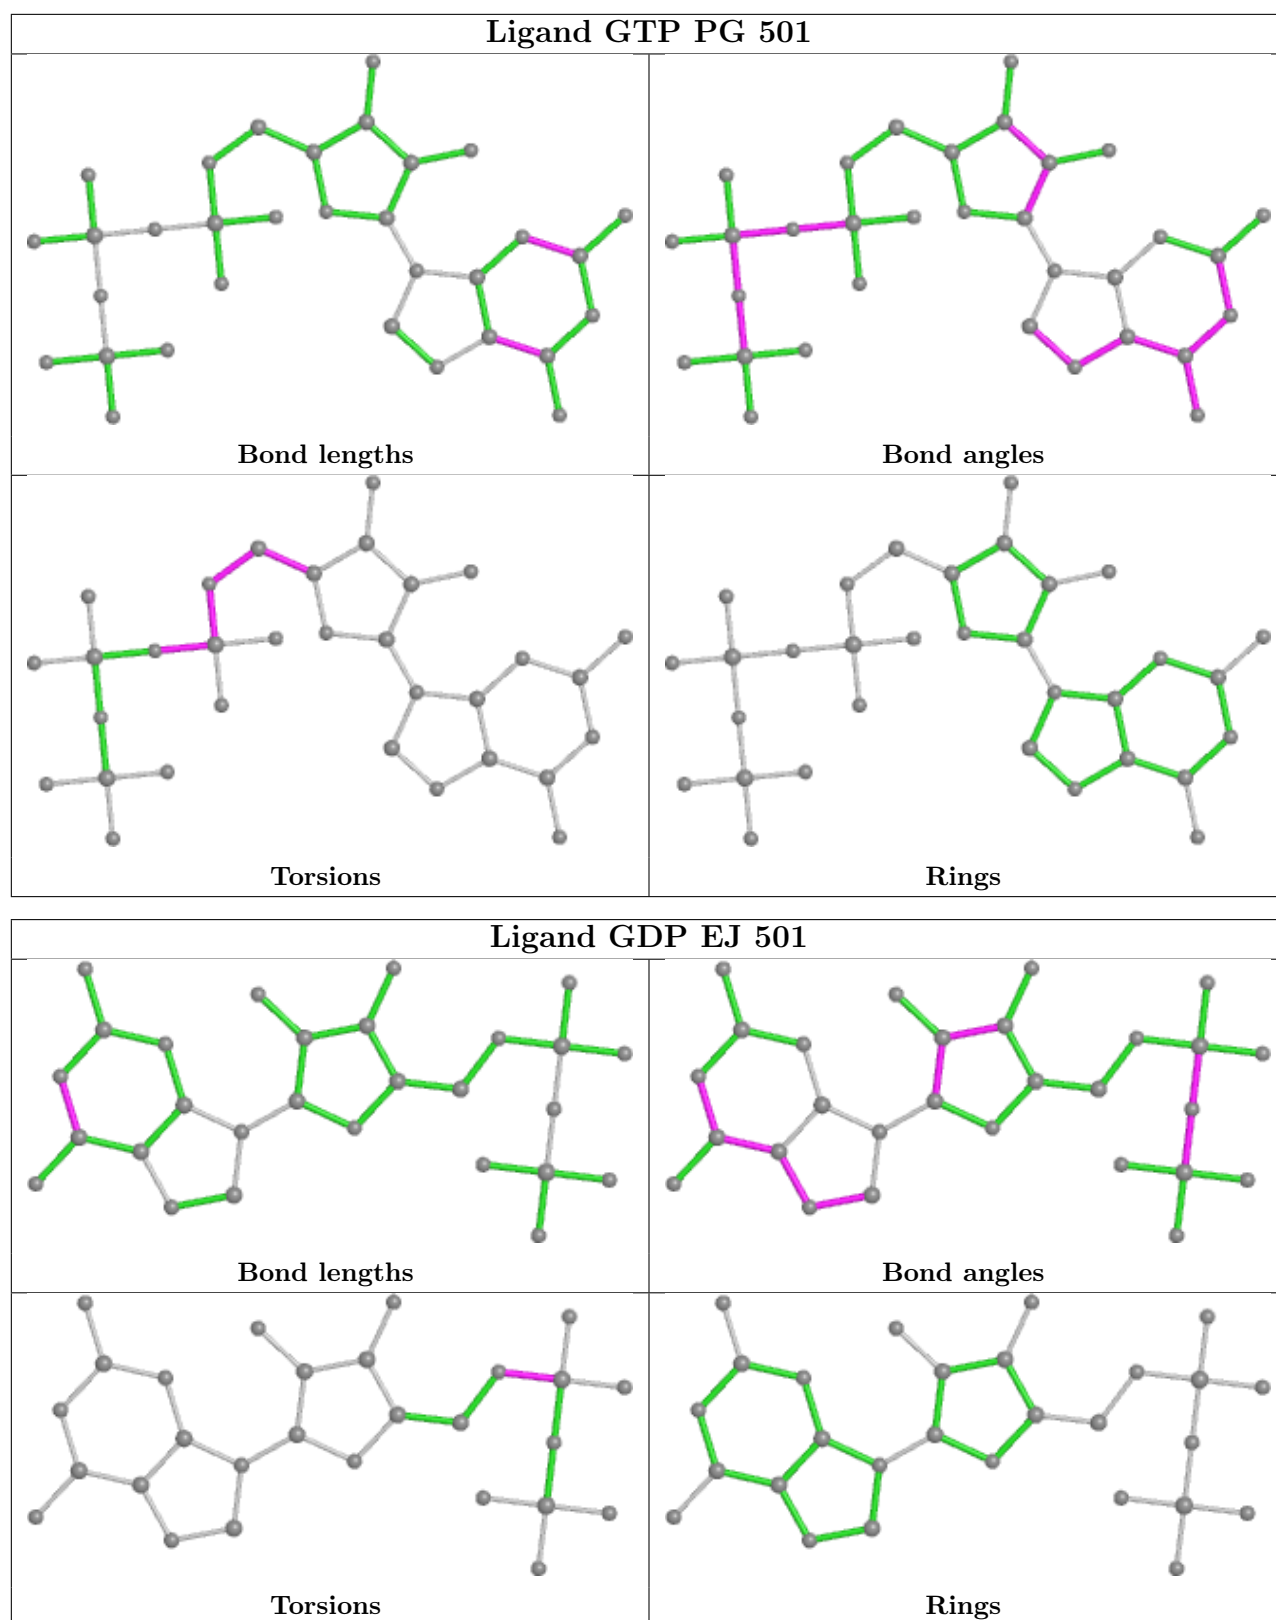 Ligand GTP PG 501
Bond lengths
Bond angles
Torsions
Rings
Ligand GDP EJ 501
Bond lengths
Bond angles
Torsions
Rings